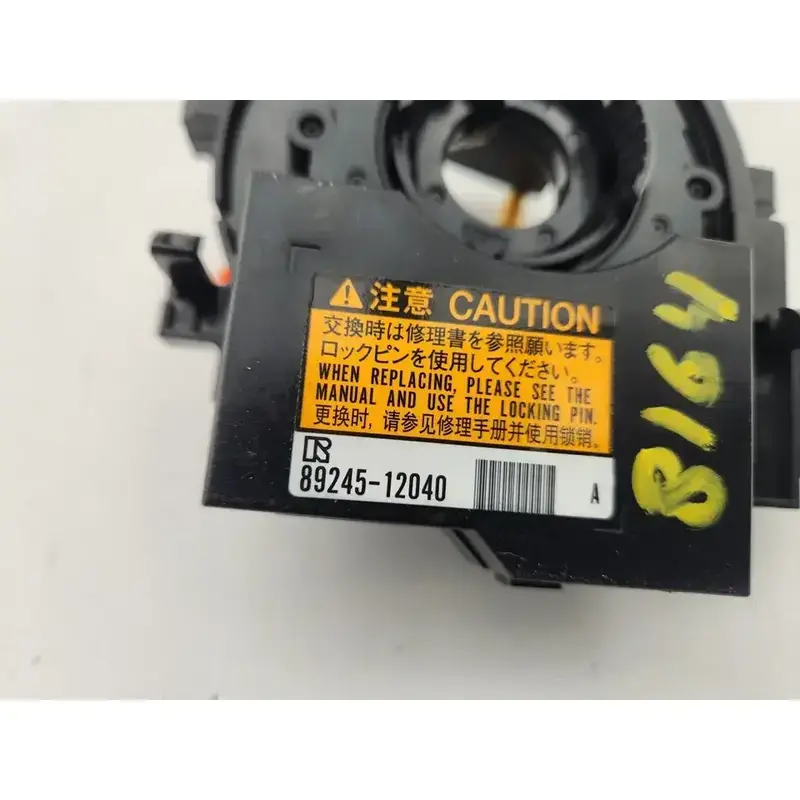 注意 CAUTION
交換時は修理書を参照願います。
ロックピンを使用してください。
WHEN REPLACING, PLEASE SEE THE
MANUAL AND USE THE LOCKING PIN.
更换时, 请参见修理手册并使用锁销。
89245-12040
A
B164